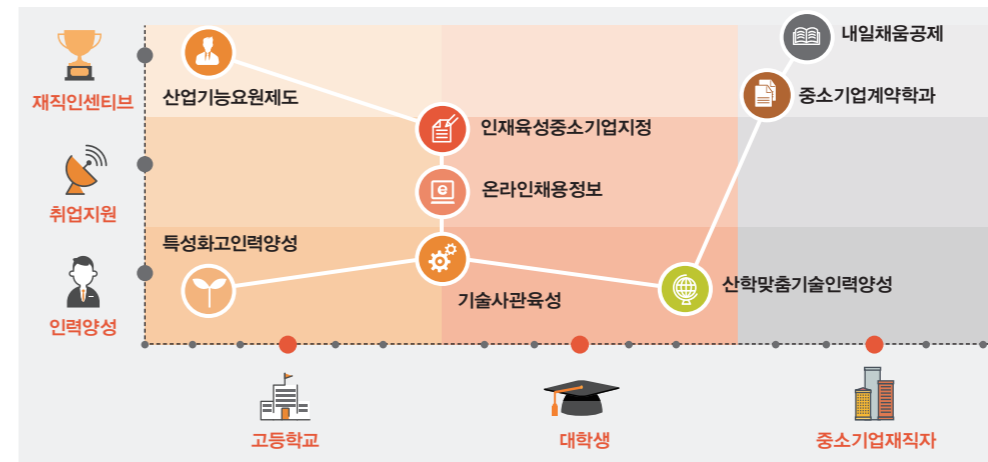 내일채움공제
재직인센티브
산업기능요원제도
중소기업계약학과
인재육성중소기업지정
온라인채용정보
e
취업지원
특성화고인력양성
산학맞춤기술인력양성
기술사관육성
인력양성
고등학교
대학생
중소기업재직자